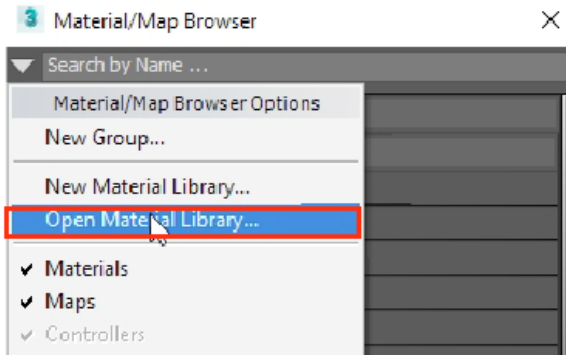 3 Material/Map Browser
Search by Name ...
Material/Map Browser Options
New Group...
New Material Library...
Open Material Library...
Materials
Maps
Controllers